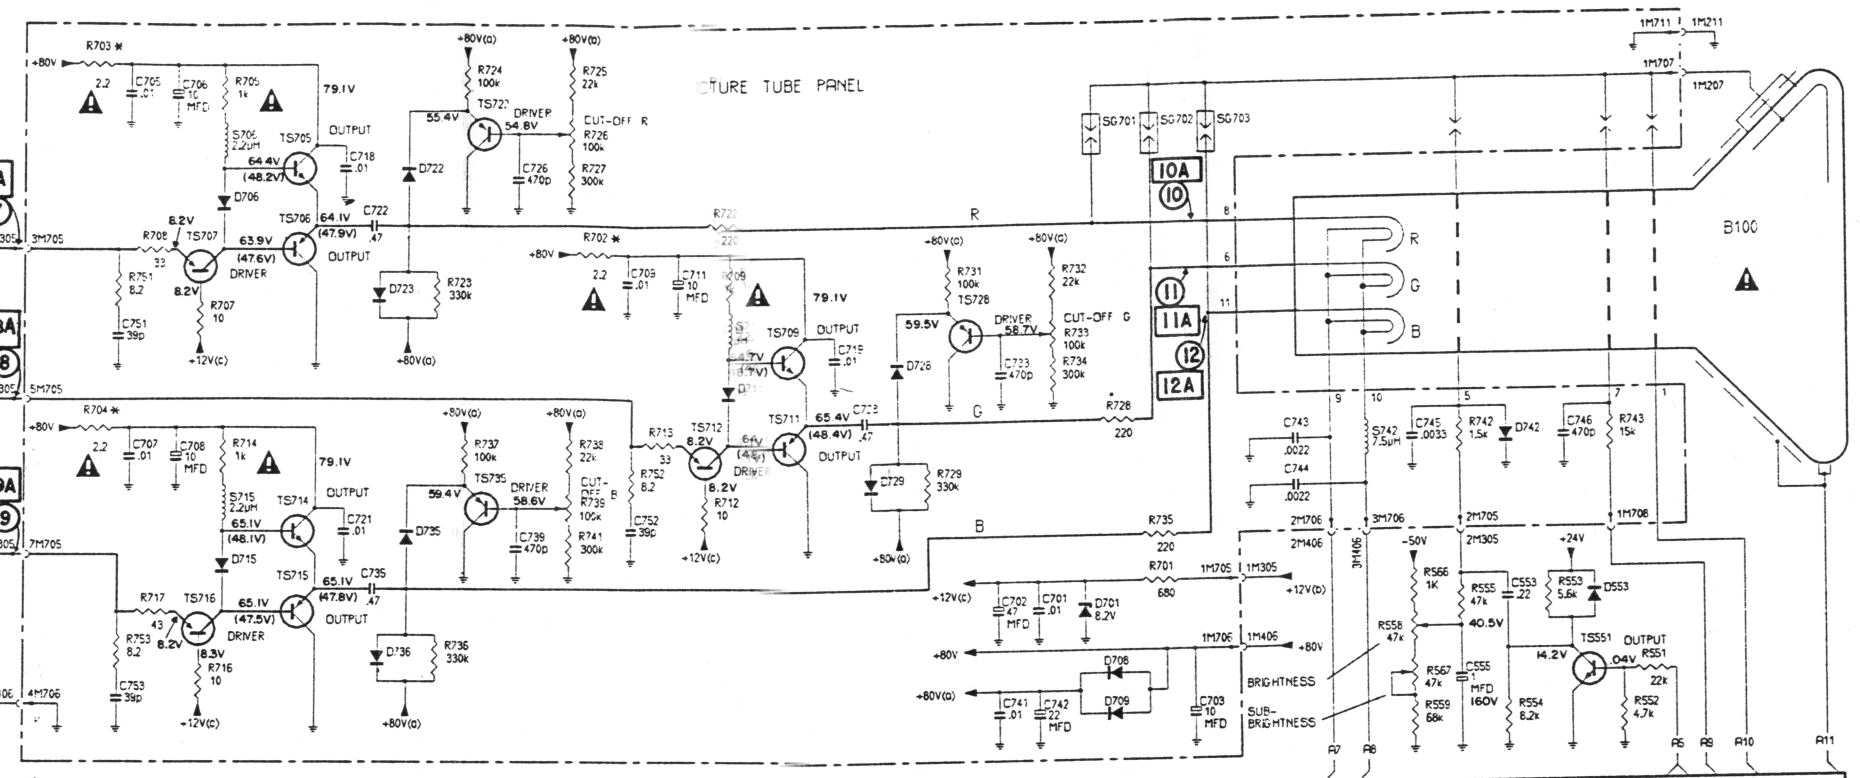 R703 *
+80V
2.2
C705
.01
C706
10
MFD
R705
1k
79.1V
S706
2.2µH
TS705
OUTPUT
64.4V
(48.2V)
C718
.01
D706
TS706
64.1V
(47.9V)
OUTPUT
C722
.47
8.2V
TS707
R708
33
63.9V
(47.6V)
DRIVER
8.2V
305
3M705
R751
8.2
C751
39p
R707
10
+12V(c)
+80V(a)
R724
100k
+80V(a)
R725
22k
TS722
55.4V
DRIVER
54.8V
CUT-OFF R
R726
100k
R727
300k
C726
470p
D722
D723
R723
330k
+80V(a)
CTURE TUBE PANEL
R722
220
R
R702 *
+80V
2.2
C709
.01
C711
10
MFD
79.1V
TS709
OUTPUT
C719
.01
TS711
65.4V
(48.4V)
OUTPUT
.47
TS712
8.2V
R713
33
DRIVER
8.2V
R752
8.2
C752
39p
R712
10
+12V(c)
+80V(a)
R731
100k
+80V(a)
R732
22k
TS728
59.5V
DRIVER
58.7V
CUT-OFF G
R733
100k
R734
300k
C733
470p
D728
D729
R729
330k
+80V(a)
G
R728
220
8A
8
305
5M705
R704 *
+80V
2.2
C707
.01
C708
10
MFD
R714
1k
79.1V
S715
2.2µH
TS714
OUTPUT
65.1V
(48.1V)
C721
.01
D715
TS715
65.1V
(47.8V)
OUTPUT
C735
.47
9A
9
305
7M705
R717
43
TS716
65.1V
(47.5V)
DRIVER
8.2V
8.3V
R753
8.2
C753
39p
R716
10
+12V(c)
06
4M706
+80V(a)
R737
100k
+80V(a)
R738
22k
TS735
59.4V
DRIVER
58.6V
CUT-
OFF B
R739
100k
R741
300k
C739
470p
D735
D736
R736
330k
+80V(a)
B
R735
220
SG701
SG702
SG703
10A
10
11
11A
12
12A
8
6
11
R
G
B
B100
1M711
1M211
1M707
1M207
9
10
5
7
1
C743
.0022
C744
.0022
S742
7.5µH
C745
.0033
R742
1.5k
D742
C746
470p
R743
15k
2M706
2M406
3M706
3M406
2M705
2M305
1M708
R701
680
1M705
1M305
+12V(c)
+12V(b)
C702
47
MFD
C701
.01
D701
8.2V
+80V
1M706
1M406
+80V
+80V(a)
D708
D709
C741
.01
C742
22
MFD
C703
10
MFD
-50V
R566
1K
R558
47k
R567
47k
R559
68k
BRIGHTNESS
SUB-
BRIGHTNESS
R555
47k
40.5V
C555
1
MFD
160V
C553
.22
+24V
R553
5.6k
D553
TS551
OUTPUT
14.2V
.04V
R551
22k
R554
8.2k
R552
4.7k
A7
A8
A5
A9
A10
A11